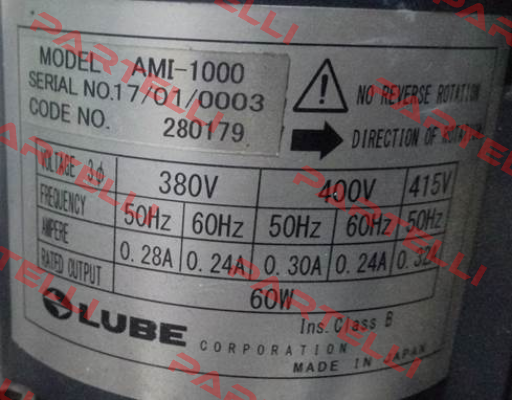 MODEL AMI-1000
SERIAL NO. 17/01/0003
CODE NO. 280179
NO REVERSE ROTATION
DIRECTION OF ROTA
VOLTAGE 3φ 380V 400V 415V
FREQUENCY 50Hz 60Hz 50Hz 60Hz 50Hz
AMPERE 0.28A 0.24A 0.30A 0.24A 0.32A
RATED OUTPUT 60W
LUBE Ins. Class B
CORPORATION
MADE IN JAPAN
PARTELLI